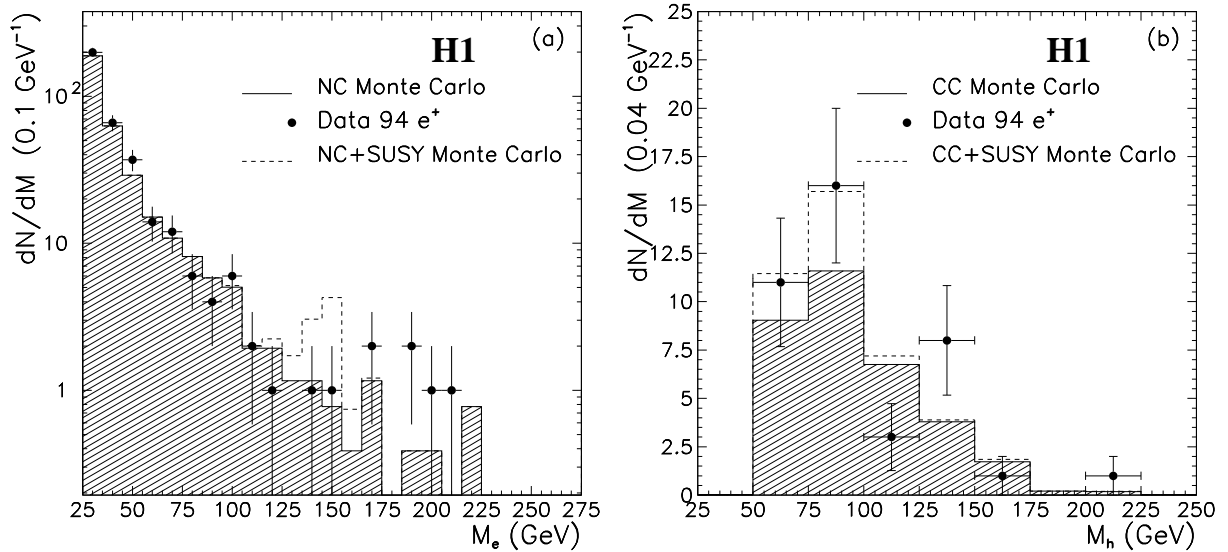 (a)
H1
NC Monte Carlo
Data 94 e⁺
NC+SUSY Monte Carlo
dN/dM (0.1 GeV⁻¹)
10²
10
1
25 50 75 100 125 150 175 200 225 250 275
Mₑ (GeV)
(b)
H1
CC Monte Carlo
Data 94 e⁺
CC+SUSY Monte Carlo
dN/dM (0.04 GeV⁻¹)
25
22.5
20
17.5
15
12.5
10
7.5
5
2.5
0
25 50 75 100 125 150 175 200 225 250
Mₕ (GeV)